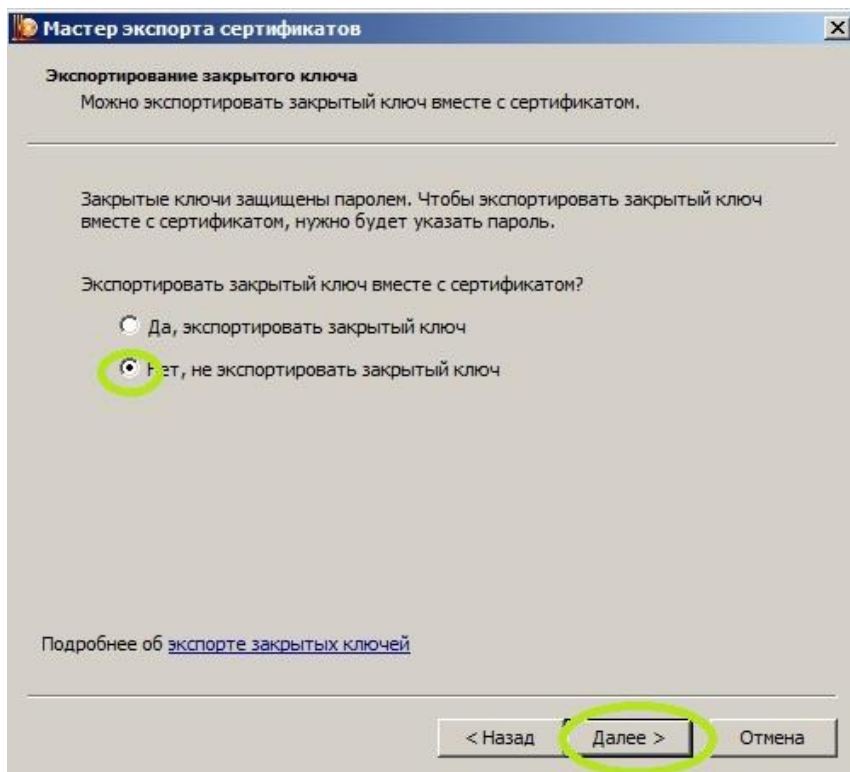 Мастер экспорта сертификатов
Экспортирование закрытого ключа
Можно экспортировать закрытый ключ вместе с сертификатом.
Закрытые ключи защищены паролем. Чтобы экспортировать закрытый ключ
вместе с сертификатом, нужно будет указать пароль.
Экспортировать закрытый ключ вместе с сертификатом?
Да, экспортировать закрытый ключ
Нет, не экспортировать закрытый ключ
Подробнее об экспорте закрытых ключей
< Назад Далее > Отмена